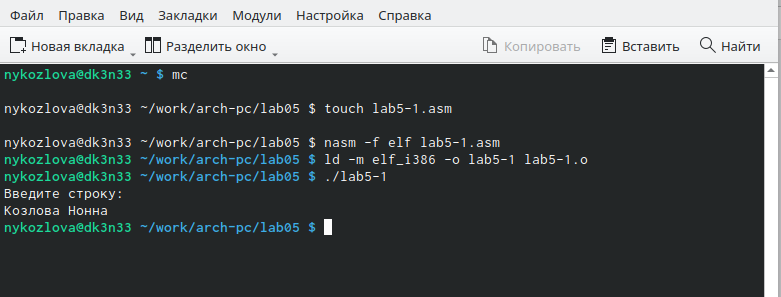 Файл Правка Вид Закладки Модули Настройка Справка
Новая вкладка Разделить окно Копировать Вставить Найти
nykozlova@dk3n33 ~ $ mc
nykozlova@dk3n33 ~/work/arch-pc/lab05 $ touch lab5-1.asm
nykozlova@dk3n33 ~/work/arch-pc/lab05 $ nasm -f elf lab5-1.asm
nykozlova@dk3n33 ~/work/arch-pc/lab05 $ ld -m elf_i386 -o lab5-1 lab5-1.o
nykozlova@dk3n33 ~/work/arch-pc/lab05 $ ./lab5-1
Введите строку:
Козлова Нонна
nykozlova@dk3n33 ~/work/arch-pc/lab05 $